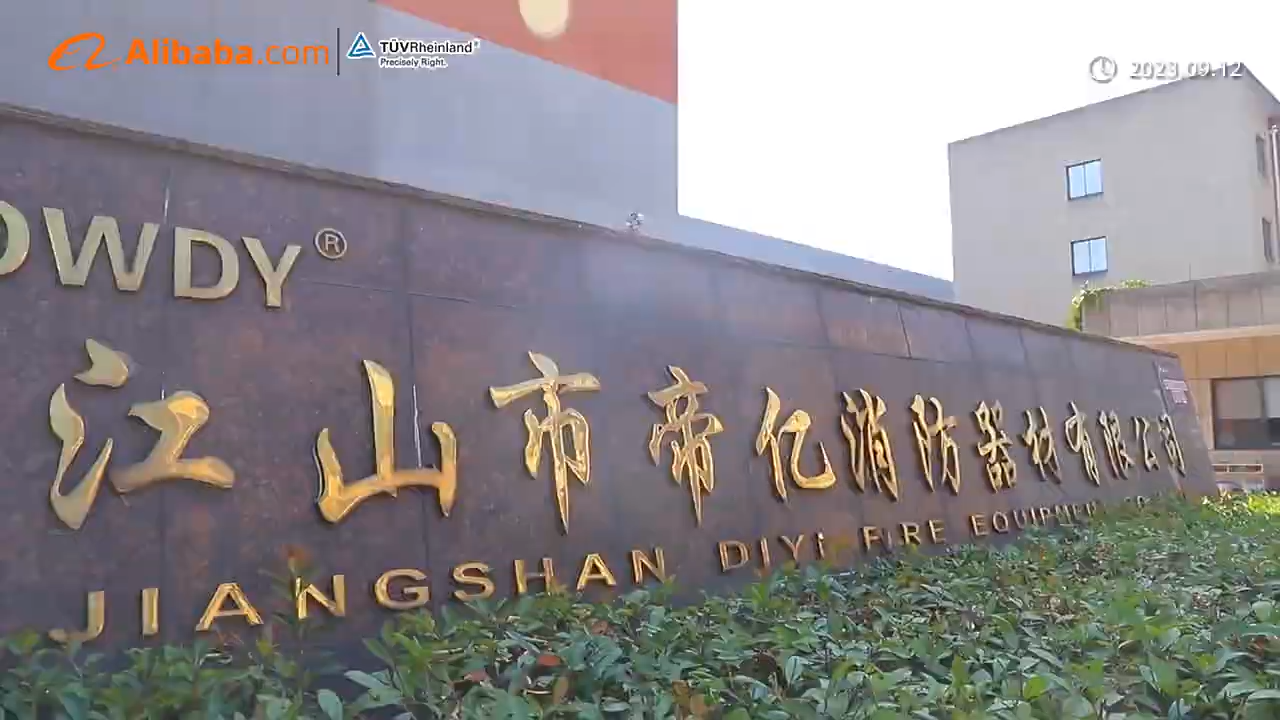 Alibaba.com
TÜVRheinland®
Precisely Right.
2023.09.12
OWDY®
江山市帝亿消防器材有限公司
JIANGSHAN DIYI FIRE EQUIPMENT